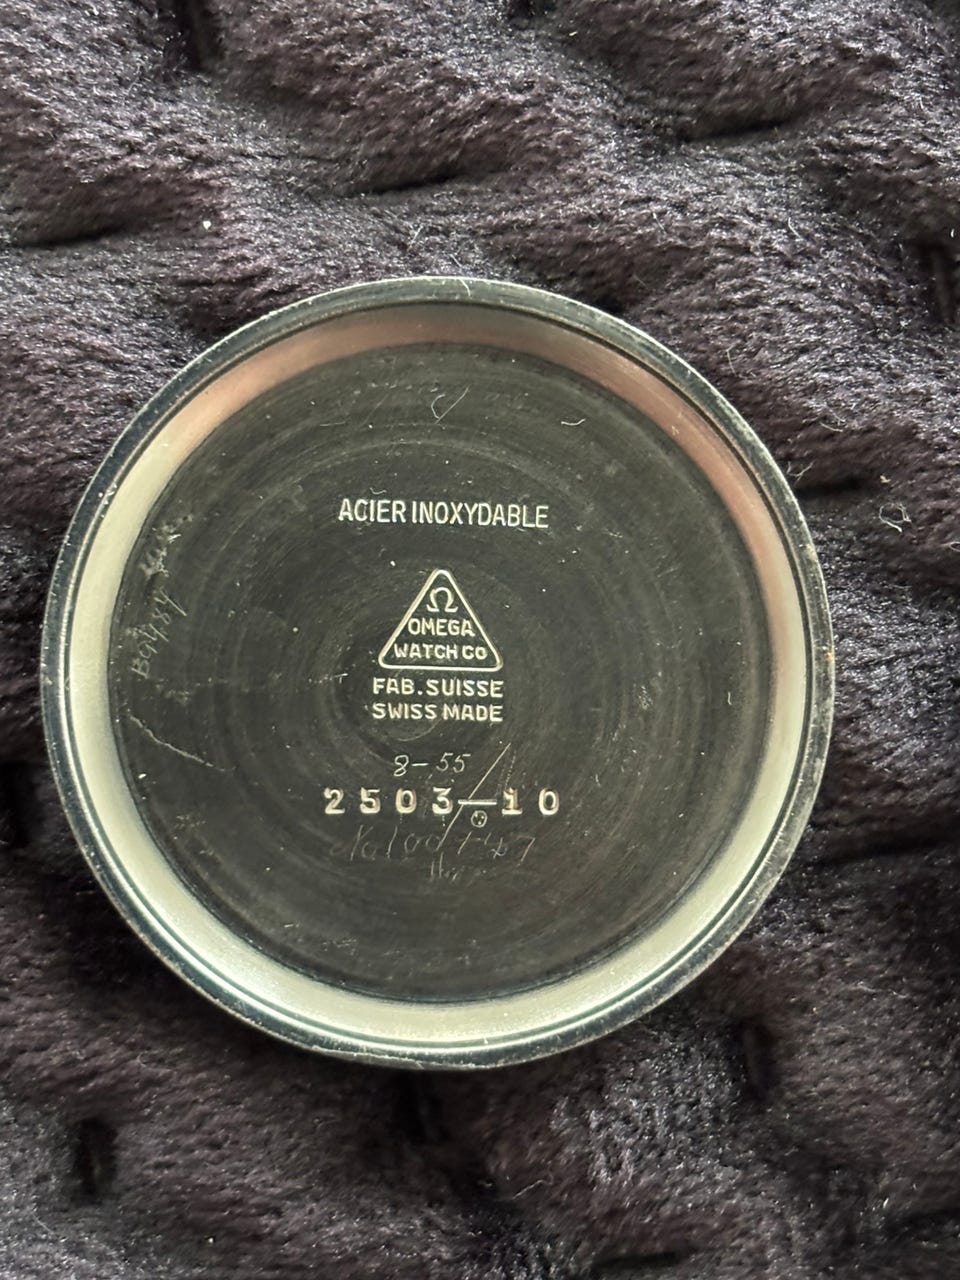 ACIER INOXYDABLE
Ω
OMEGA
WATCH CO
FAB. SUISSE
SWISS MADE
8-55
2503-10